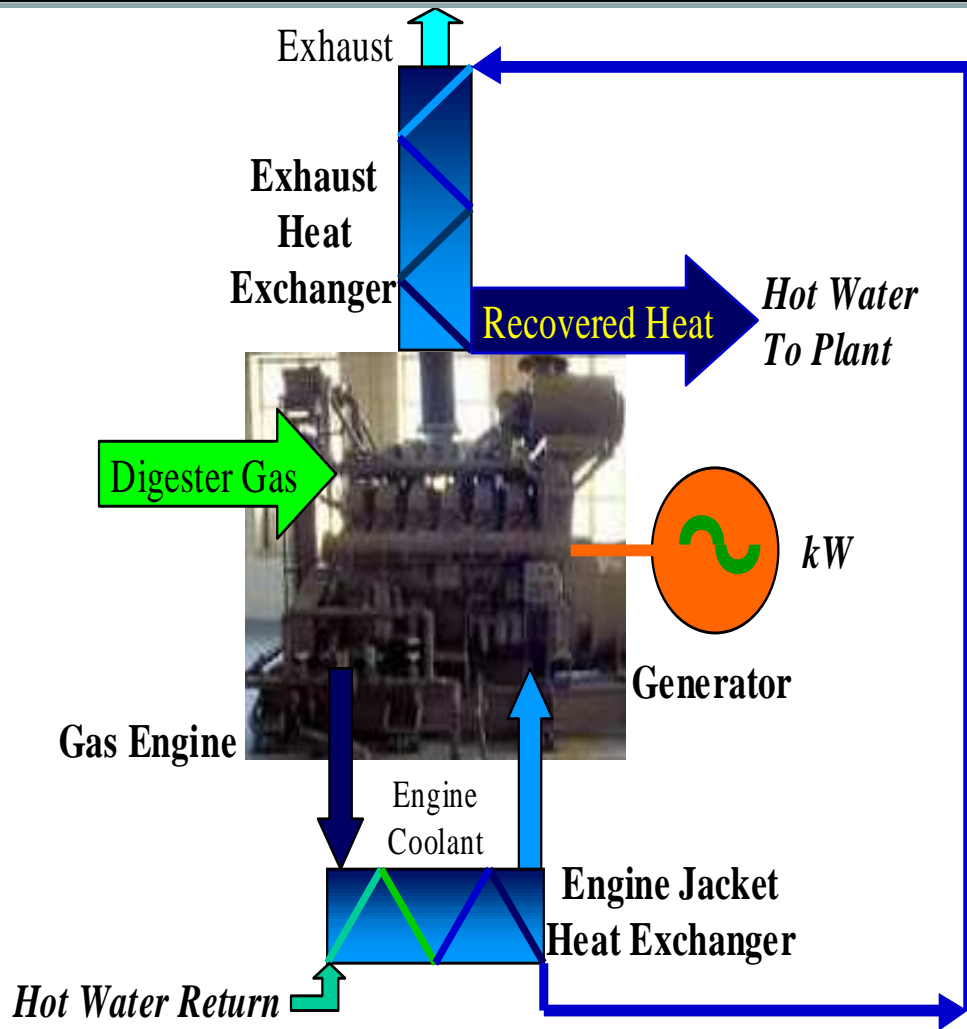 Exhaust
Exhaust
Heat
Exchanger
Recovered Heat
Hot Water
To Plant
Digester Gas
kW
Generator
Gas Engine
Engine
Coolant
Engine Jacket
Heat Exchanger
Hot Water Return